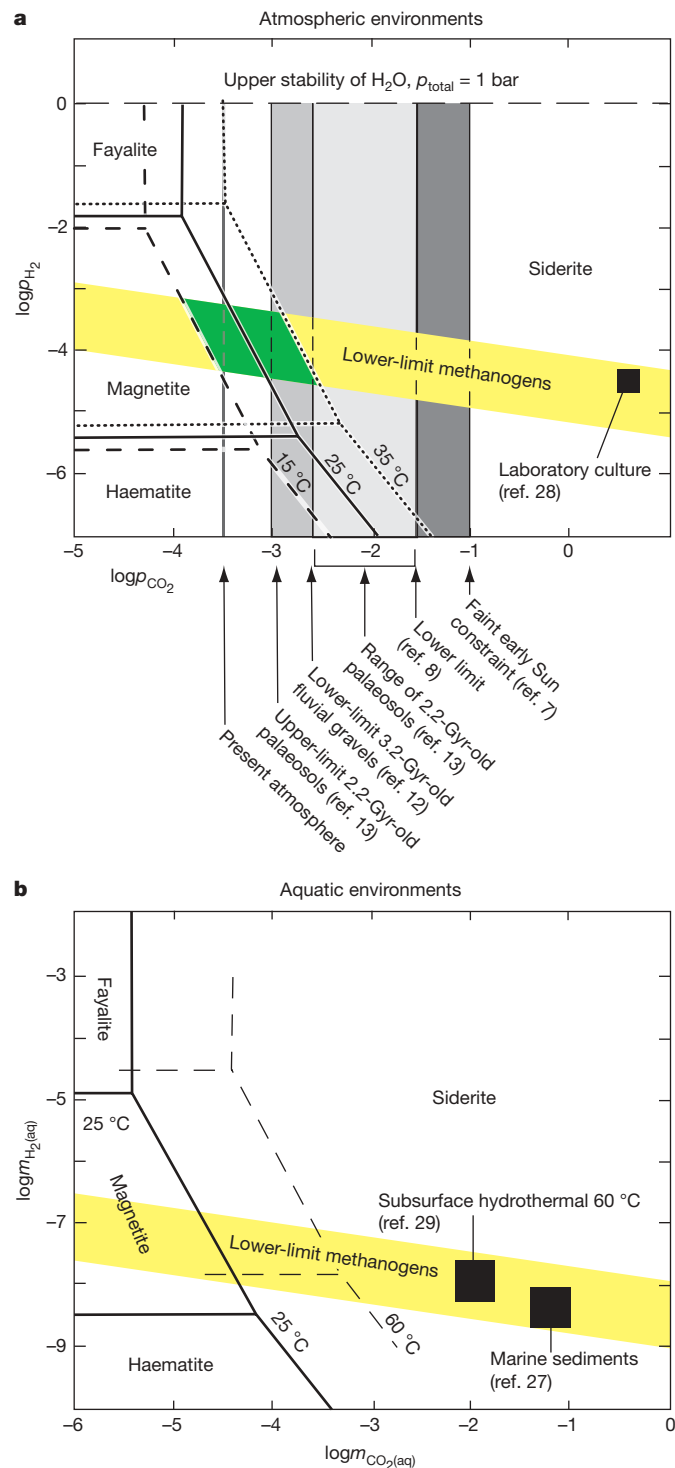 a
Atmospheric environments
Upper stability of H₂O, p_total = 1 bar
0
Fayalite
–2
Siderite
logp_H₂
–4
Lower-limit methanogens
Magnetite
Laboratory culture
(ref. 28)
–6
Haematite
15 °C
25 °C
35 °C
–5
–4
–3
–2
–1
0
logp_CO₂
Present atmosphere
Upper-limit 2.2-Gyr-old
palaeosols (ref. 13)
Lower-limit 3.2-Gyr-old
fluvial gravels (ref. 12)
Range of 2.2-Gyr-old
palaeosols (ref. 13)
Lower limit
(ref. 8)
Faint early Sun
constraint (ref. 7)
b
Aquatic environments
–3
Fayalite
–5
25 °C
Siderite
logm_H₂(aq)
Magnetite
Subsurface hydrothermal 60 °C
(ref. 29)
–7
Lower-limit methanogens
25 °C
60 °C
–9
Haematite
Marine sediments
(ref. 27)
–6
–5
–4
–3
–2
–1
0
logm_CO₂(aq)